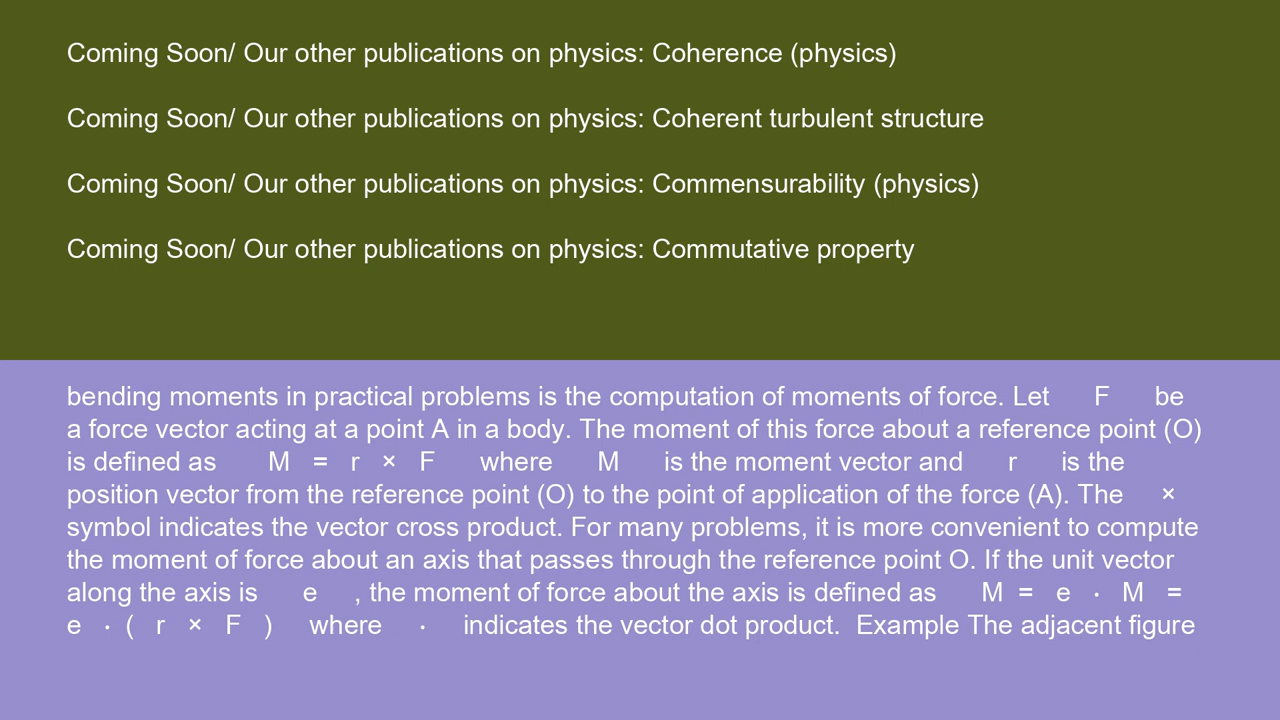 Coming Soon/ Our other publications on physics: Coherence (physics)
Coming Soon/ Our other publications on physics: Coherent turbulent structure
Coming Soon/ Our other publications on physics: Commensurability (physics)
Coming Soon/ Our other publications on physics: Commutative property
bending moments in practical problems is the computation of moments of force. Let F be
a force vector acting at a point A in a body. The moment of this force about a reference point (O)
is defined as M = r × F where M is the moment vector and r is the
position vector from the reference point (O) to the point of application of the force (A). The ×
symbol indicates the vector cross product. For many problems, it is more convenient to compute
the moment of force about an axis that passes through the reference point O. If the unit vector
along the axis is e , the moment of force about the axis is defined as M = e ⋅ M =
e ⋅ ( r × F ) where ⋅ indicates the vector dot product. Example The adjacent figure